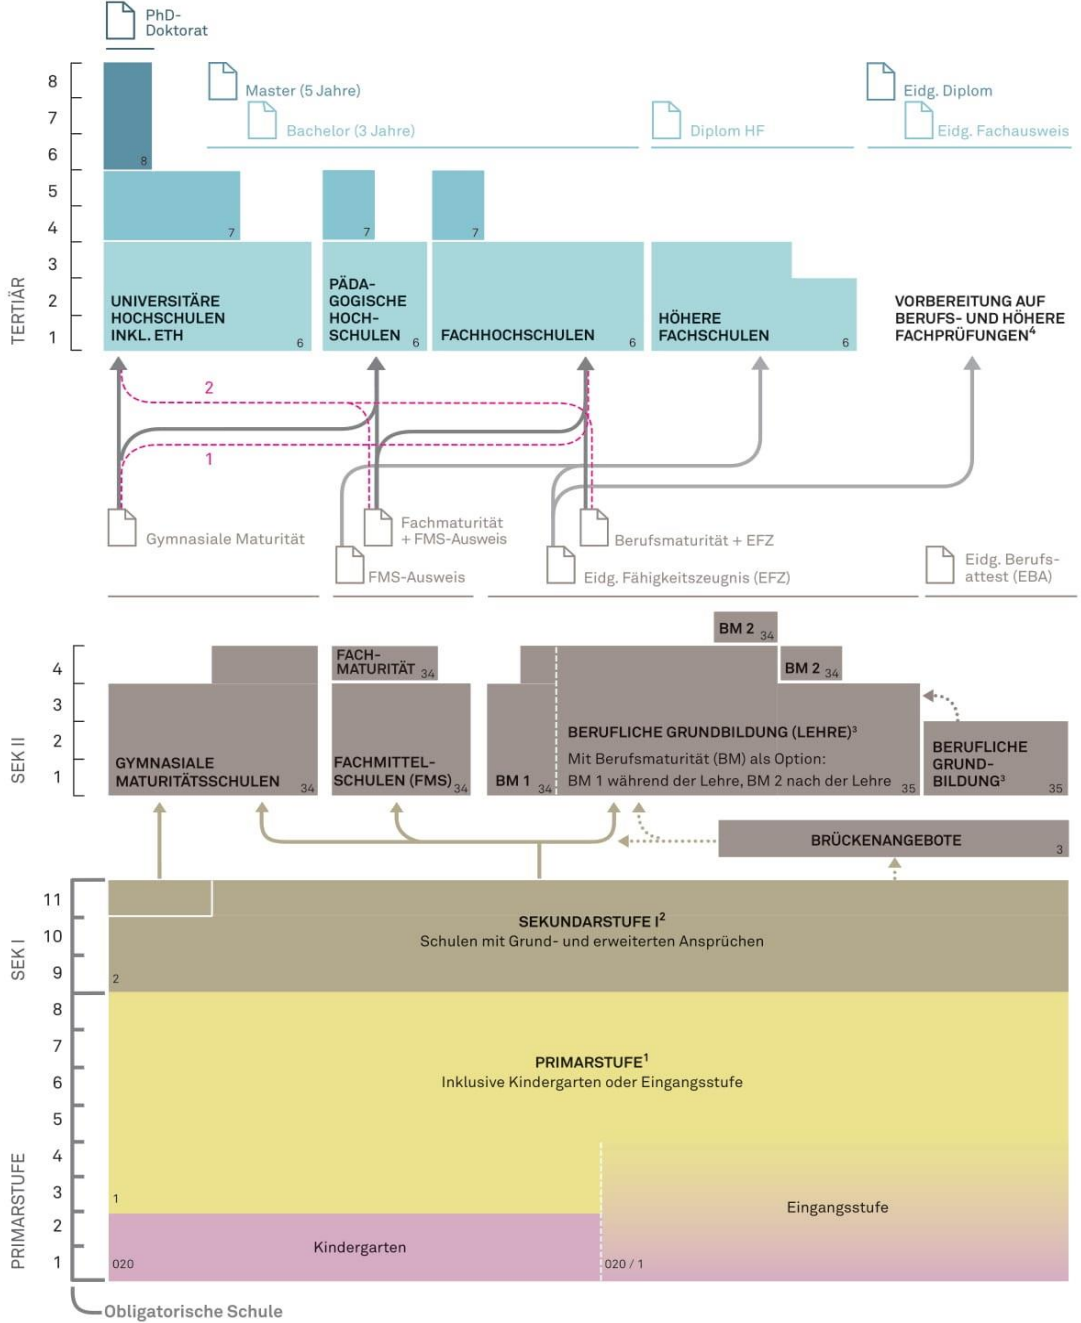 PhD-
Doktorat
Master (5 Jahre)
Bachelor (3 Jahre)
Diplom HF
Eidg. Diplom
Eidg. Fachausweis
TERTIÄR
8
7
6
5
4
3
2
1
8
7
7
7
UNIVERSITÄRE
HOCHSCHULEN
INKL. ETH
6
PÄDA-
GOGISCHE
HOCH-
SCHULEN
6
FACHHOCHSCHULEN
6
HÖHERE
FACHSCHULEN
6
VORBEREITUNG AUF
BERUFS- UND HÖHERE
FACHPRÜFUNGEN⁴
2
1
Gymnasiale Maturität
Fachmaturität
+ FMS-Ausweis
FMS-Ausweis
Berufsmaturität + EFZ
Eidg. Fähigkeitszeugnis (EFZ)
Eidg. Berufs-
attest (EBA)
SEK II
4
3
2
1
GYMNASIALE
MATURITÄTSSCHULEN
34
FACH-
MATURITÄT
34
FACHMITTEL-
SCHULEN (FMS)
34
BM 1
34
BM 2
34
BM 2
34
BERUFLICHE GRUNDBILDUNG (LEHRE)³
Mit Berufsmaturität (BM) als Option:
BM 1 während der Lehre, BM 2 nach der Lehre
35
BERUFLICHE
GRUND-
BILDUNG³
35
BRÜCKENANGEBOTE
3
SEK I
11
10
9
SEKUNDARSTUFE I²
Schulen mit Grund- und erweiterten Ansprüchen
2
PRIMARSTUFE
8
7
6
5
4
3
2
1
PRIMARSTUFE¹
Inklusive Kindergarten oder Eingangsstufe
1
Kindergarten
020
Eingangsstufe
020 / 1
Obligatorische Schule